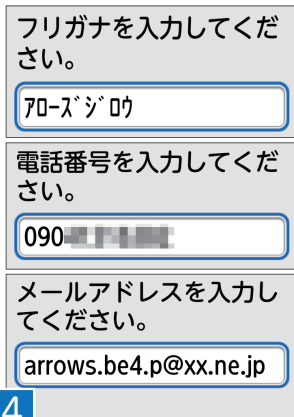 フリガナを入力してくだ
さい。
ｱﾛｰｽﾞｼﾞﾛｳ
電話番号を入力してくだ
さい。
090
メールアドレスを入力し
てください。
arrows.be4.p@xx.ne.jp
4